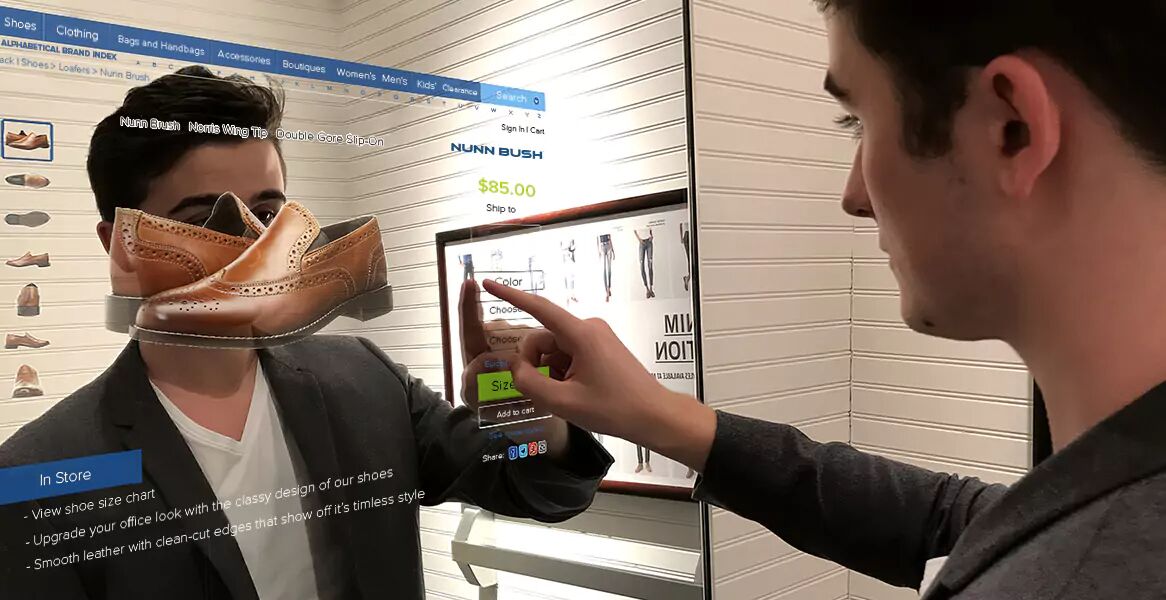 Shoes Clothing Bags and Handbags Accessories Boutiques Women's Men's Kids' Clearance Search
ALPHABETICAL BRAND INDEX
Shoes > Loafers > Nunn Brush
Nunn Brush Norris Wing Tip Double Gore Slip-On
Sign In | Cart
NUNN BUSH
$85.00
Ship to
Color
Choose
Choose
Size
Add to cart
Share:
In Store
- View shoe size chart
- Upgrade your office look with the classy design of our shoes
- Smooth leather with clean-cut edges that show off it's timless style